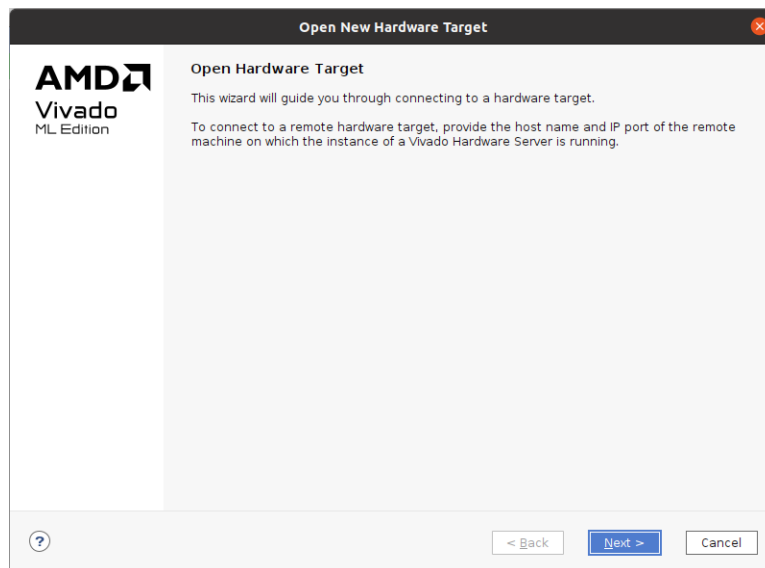 Open New Hardware Target
AMD
Vivado
ML Edition
Open Hardware Target
This wizard will guide you through connecting to a hardware target.
To connect to a remote hardware target, provide the host name and IP port of the remote
machine on which the instance of a Vivado Hardware Server is running.
?
< Back
Next >
Cancel